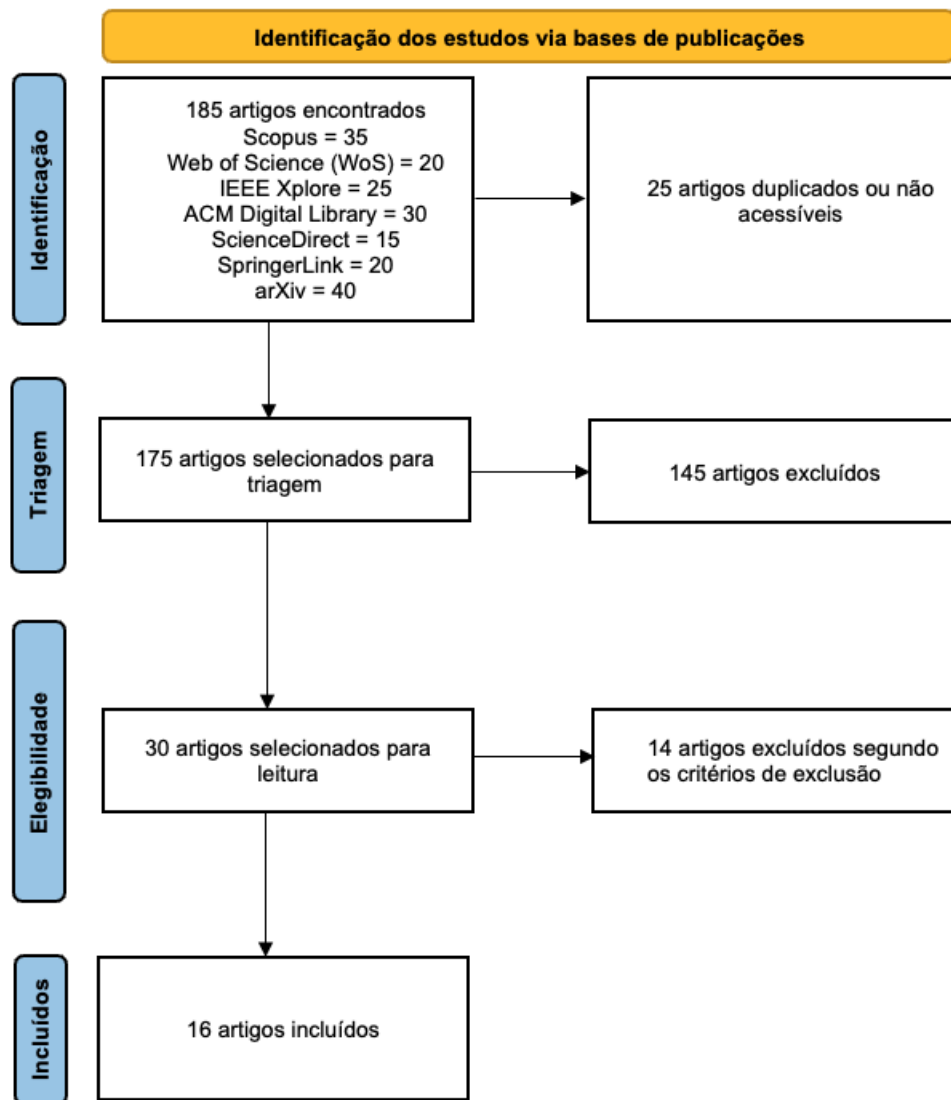 Identificação dos estudos via bases de publicações
Identificação
185 artigos encontrados
Scopus = 35
Web of Science (WoS) = 20
IEEE Xplore = 25
ACM Digital Library = 30
ScienceDirect = 15
SpringerLink = 20
arXiv = 40
25 artigos duplicados ou não
acessíveis
Triagem
175 artigos selecionados para
triagem
145 artigos excluídos
Elegibilidade
30 artigos selecionados para
leitura
14 artigos excluídos segundo
os critérios de exclusão
Incluídos
16 artigos incluídos